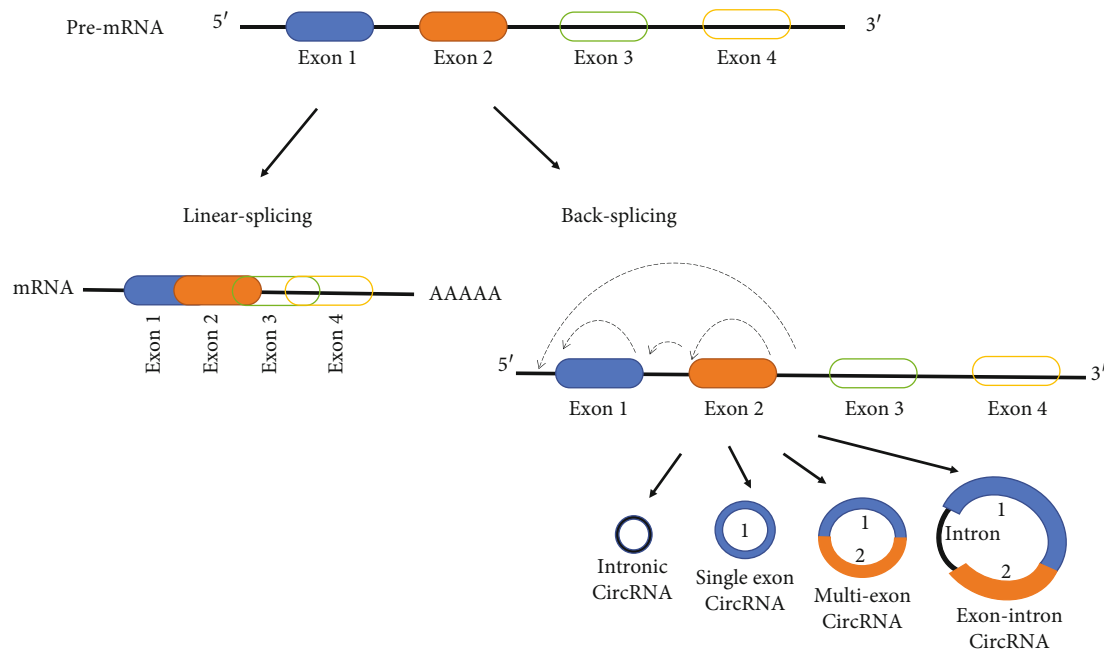 Pre-mRNA 5′ 3′
Exon 1 Exon 2 Exon 3 Exon 4
Linear-splicing Back-splicing
mRNA AAAAA
Exon 1 Exon 2 Exon 3 Exon 4
5′ 3′
Exon 1 Exon 2 Exon 3 Exon 4
Intronic
CircRNA
1
Single exon
CircRNA
1
2
Multi-exon
CircRNA
1
Intron
2
Exon-intron
CircRNA